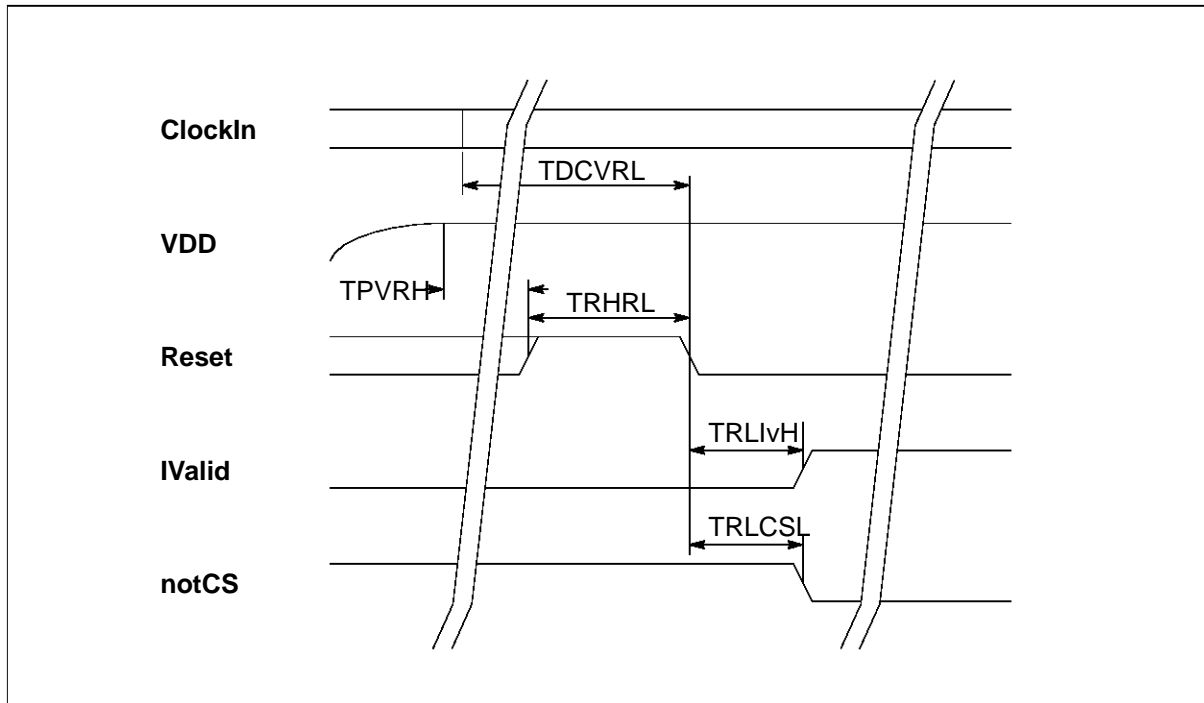 ClockIn
TDCVRL
VDD
TPVRH
TRHRL
Reset
TRLIvH
IValid
TRLCSL
notCS